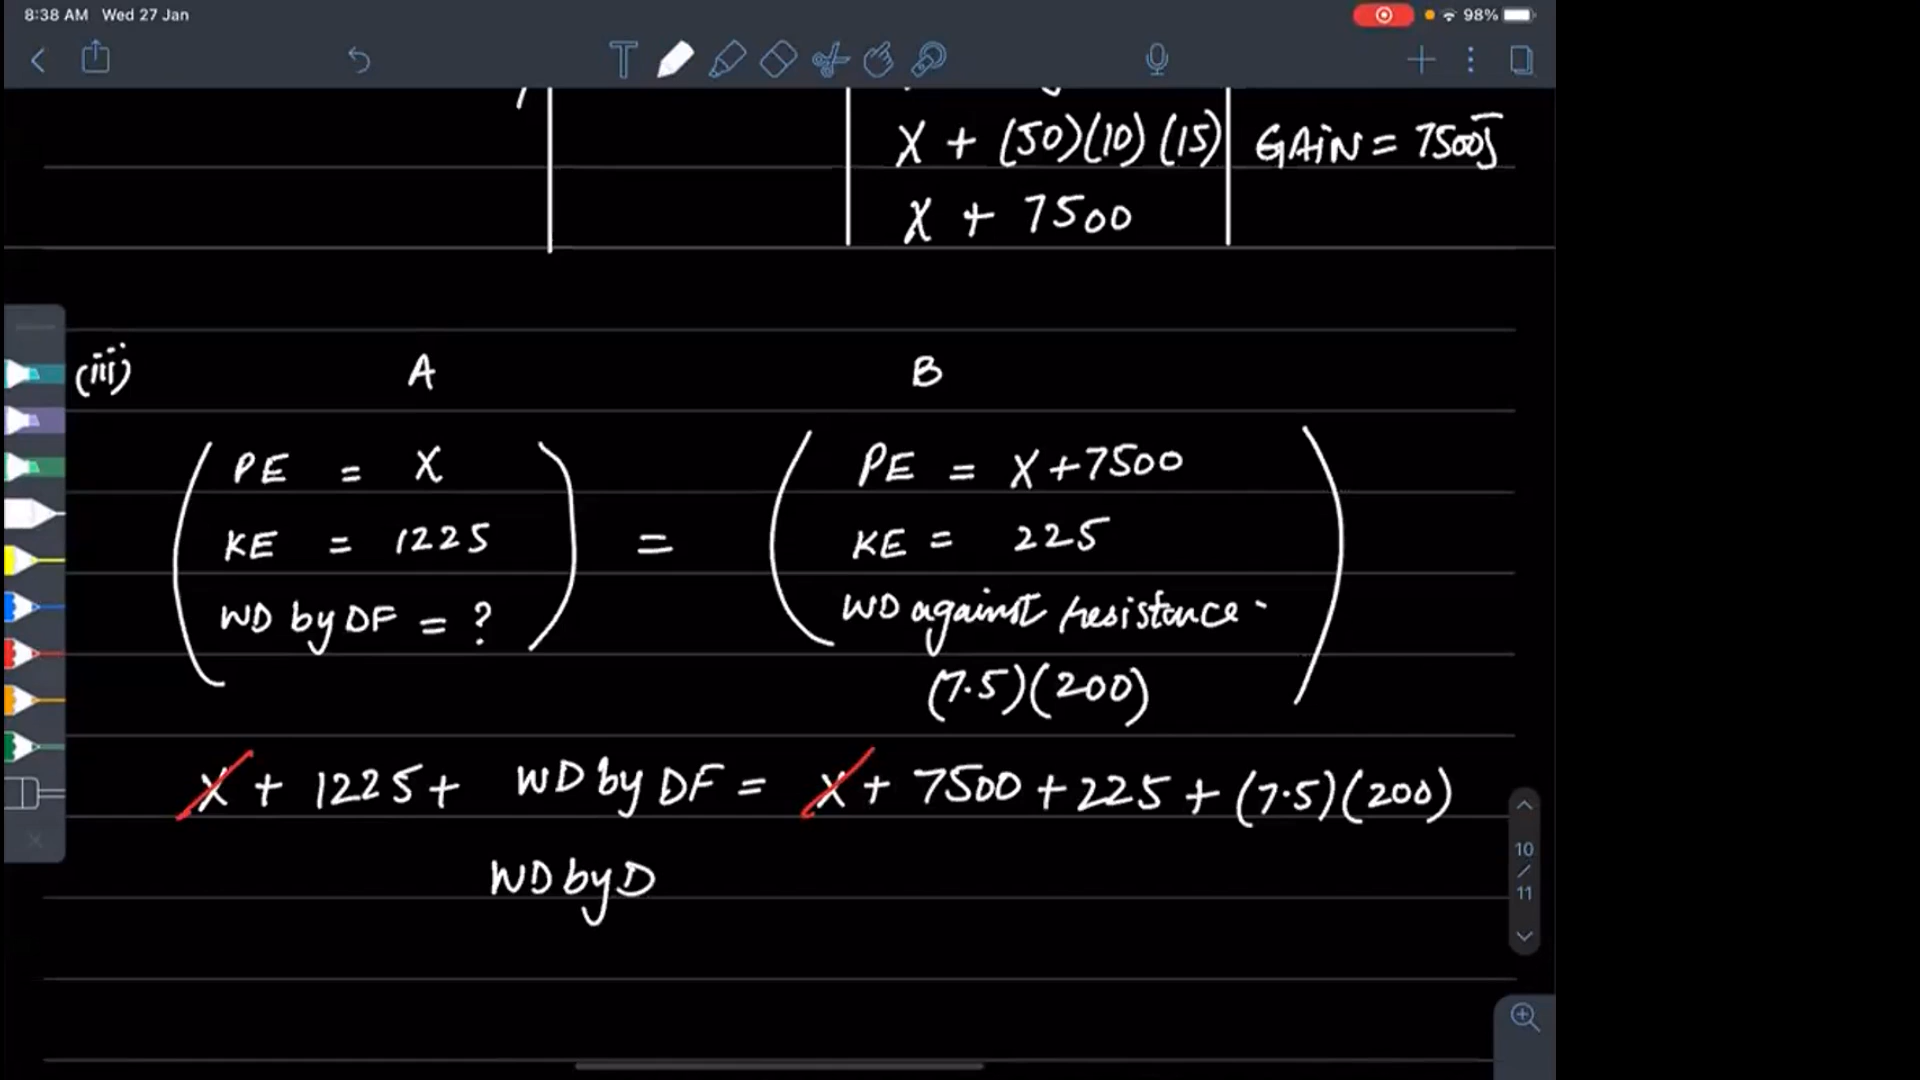 8:38 AM Wed 27 Jan
98%
T
X + (50)(10)(15) GAIN = 7500J
X + 7500
(iii) A B
PE = X = PE = X+7500
KE = 1225 KE = 225
WD by DF = ? WD against resistance -
(7.5)(200)
X + 1225 + WD by DF = X + 7500 + 225 + (7.5)(200)
WD by D
10
/
11